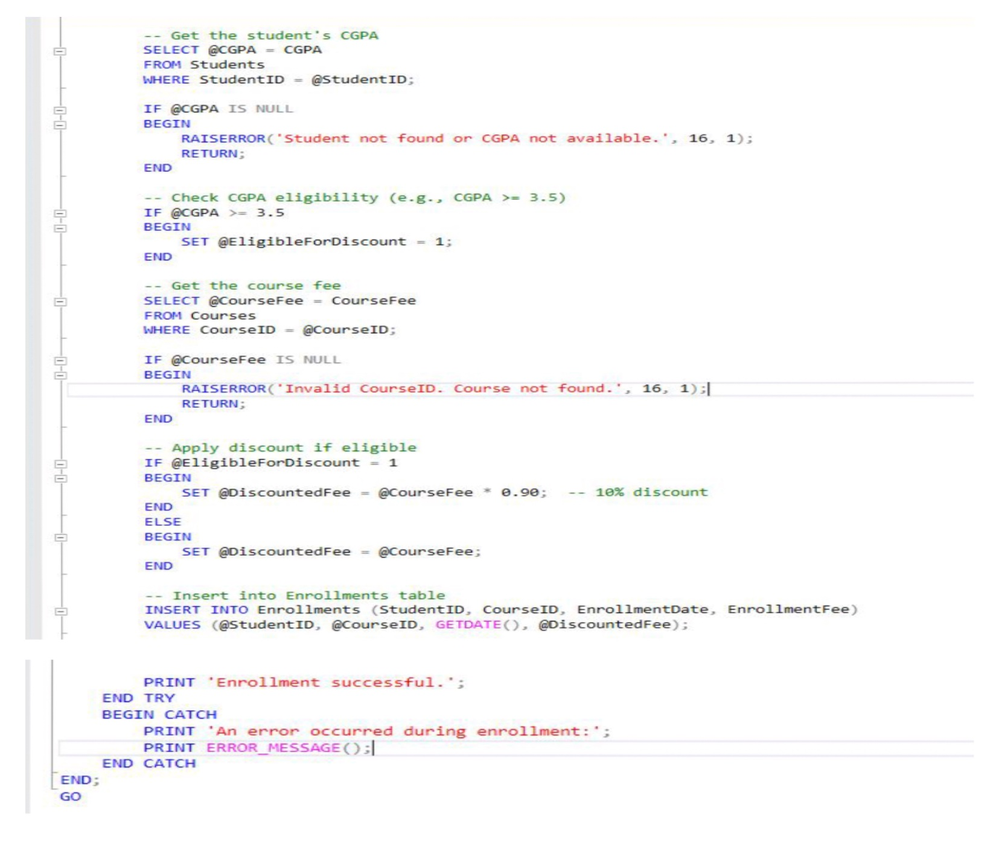 -- Get the student's CGPA
SELECT @CGPA = CGPA
FROM Students
WHERE StudentID = @StudentID;
IF @CGPA IS NULL
BEGIN
RAISERROR('Student not found or CGPA not available.', 16, 1);
RETURN;
END
-- Check CGPA eligibility (e.g., CGPA >= 3.5)
IF @CGPA >= 3.5
BEGIN
SET @EligibleForDiscount = 1;
END
-- Get the course fee
SELECT @CourseFee = CourseFee
FROM Courses
WHERE CourseID = @CourseID;
IF @CourseFee IS NULL
BEGIN
RAISERROR('Invalid CourseID. Course not found.', 16, 1);
RETURN;
END
-- Apply discount if eligible
IF @EligibleForDiscount = 1
BEGIN
SET @DiscountedFee = @CourseFee * 0.90; -- 10% discount
END
ELSE
BEGIN
SET @DiscountedFee = @CourseFee;
END
-- Insert into Enrollments table
INSERT INTO Enrollments (StudentID, CourseID, EnrollmentDate, EnrollmentFee)
VALUES (@StudentID, @CourseID, GETDATE(), @DiscountedFee);
PRINT 'Enrollment successful.';
END TRY
BEGIN CATCH
PRINT 'An error occurred during enrollment:';
PRINT ERROR_MESSAGE();
END CATCH
END;
GO